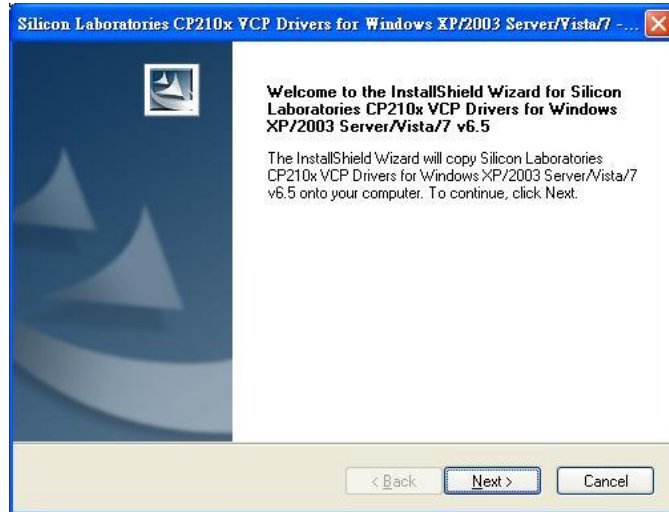 Silicon Laboratories CP210x VCP Drivers for Windows XP/2003 Server/Vista/7 -...
Welcome to the InstallShield Wizard for Silicon
Laboratories CP210x VCP Drivers for Windows
XP/2003 Server/Vista/7 v6.5
The InstallShield Wizard will copy Silicon Laboratories
CP210x VCP Drivers for Windows XP/2003 Server/Vista/7
v6.5 onto your computer. To continue, click Next.
< Back
Next >
Cancel